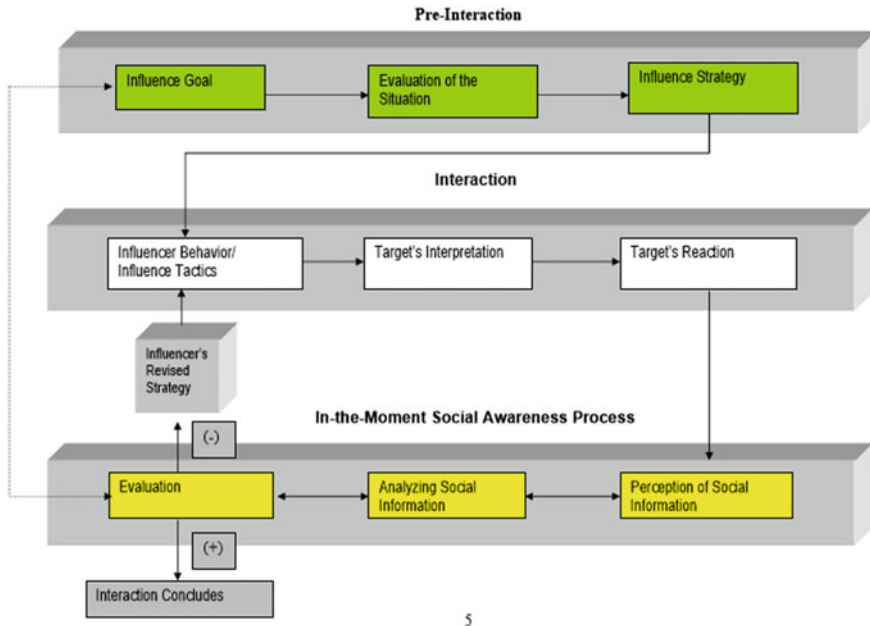 Pre-Interaction
Influence Goal
Evaluation of the
Situation
Influence Strategy
Interaction
Influencer Behavior/
Influence Tactics
Target's Interpretation
Target's Reaction
Influencer's
Revised
Strategy
In-the-Moment Social Awareness Process
(-)
Evaluation
Analyzing Social
Information
Perception of Social
Information
(+)
Interaction Concludes
5